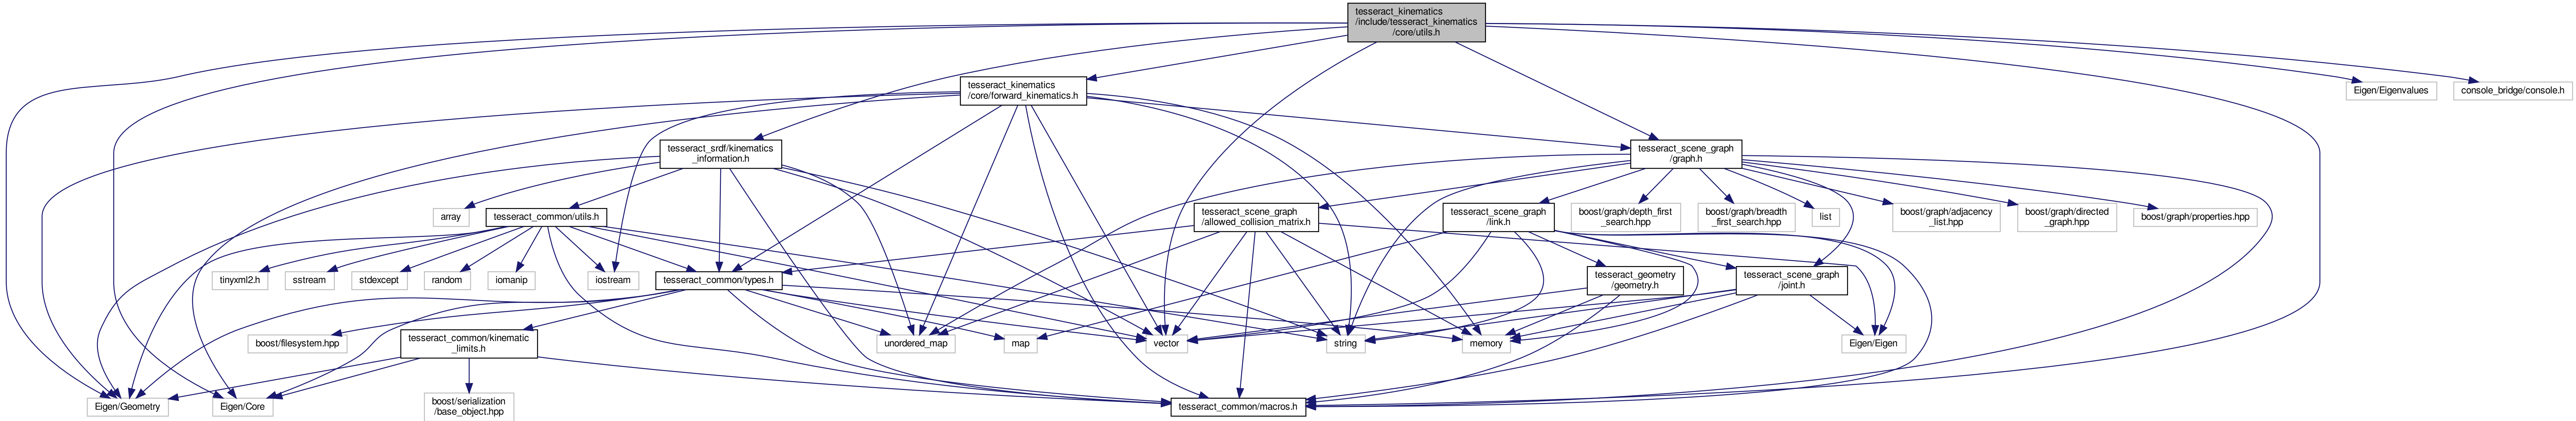 tesseract_kinematics
/include/tesseract_kinematics
/core/utils.h
tesseract_kinematics
/core/forward_kinematics.h
Eigen/Eigenvalues
console_bridge/console.h
tesseract_srdf/kinematics
_information.h
tesseract_scene_graph
/graph.h
array
tesseract_common/utils.h
tesseract_scene_graph
/allowed_collision_matrix.h
tesseract_scene_graph
/link.h
boost/graph/depth_first
_search.hpp
boost/graph/breadth
_first_search.hpp
list
boost/graph/adjacency
_list.hpp
boost/graph/directed
_graph.hpp
boost/graph/properties.hpp
tinyxml2.h
sstream
stdexcept
random
iomanip
iostream
tesseract_common/types.h
tesseract_geometry
/geometry.h
tesseract_scene_graph
/joint.h
boost/filesystem.hpp
tesseract_common/kinematic
_limits.h
unordered_map
map
vector
string
memory
Eigen/Eigen
Eigen/Geometry
Eigen/Core
boost/serialization
/base_object.hpp
tesseract_common/macros.h